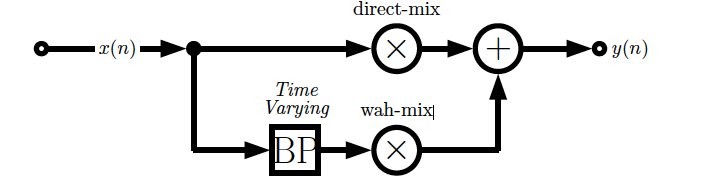 direct-mix
x(n)
×
+
y(n)
Time
Varying
wah-mix
BP
×